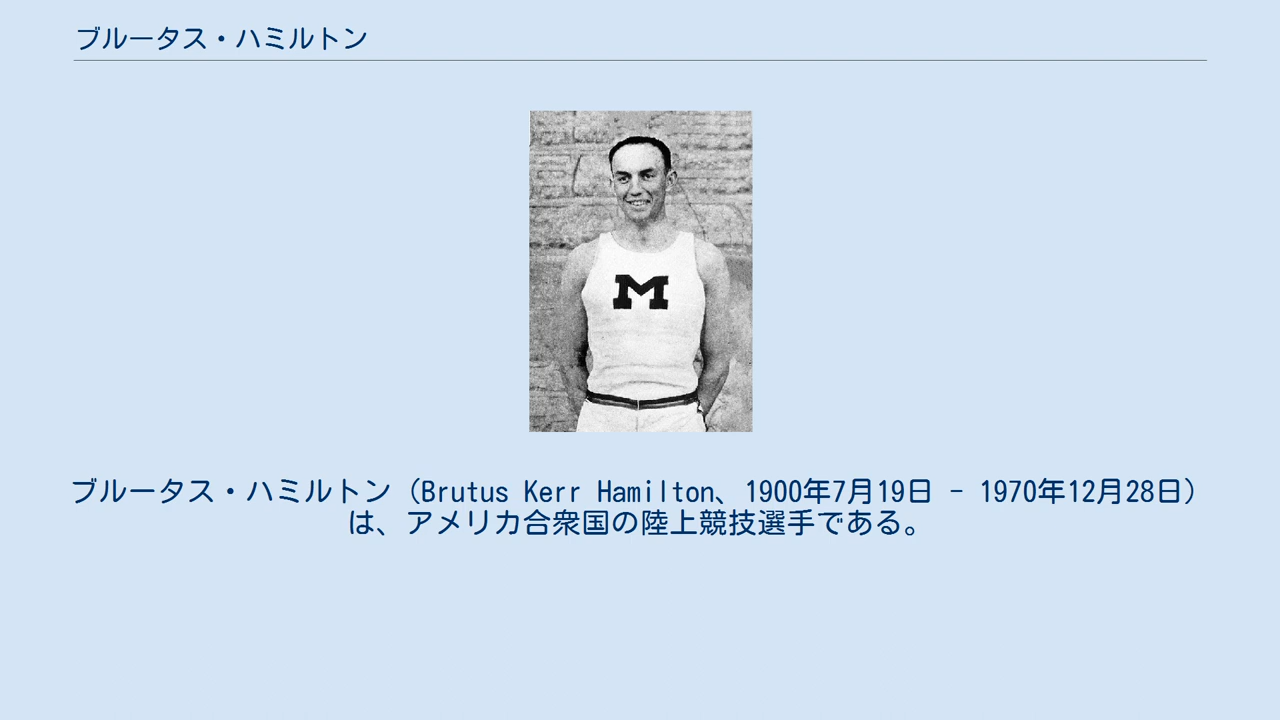 ブルータス・ハミルトン
M
ブルータス・ハミルトン（Brutus Kerr Hamilton、1900年7月19日 - 1970年12月28日）
は、アメリカ合衆国の陸上競技選手である。